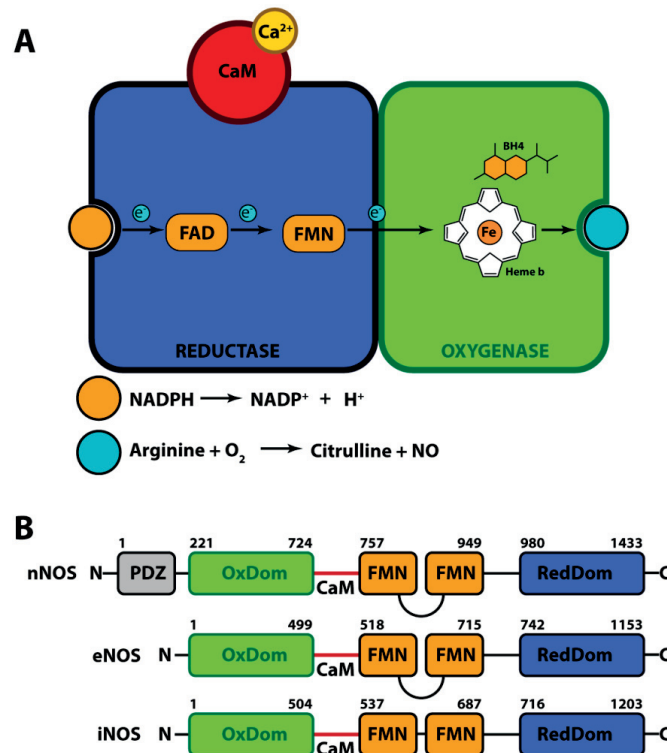 A
Ca²⁺
CaM
BH4
e⁻ e⁻ e⁻
FAD FMN Fe
Heme b
REDUCTASE OXYGENASE
NADPH → NADP⁺ + H⁺
Arginine + O₂ → Citrulline + NO
B
1 221 724 757 949 980 1433
nNOS N PDZ OxDom FMN FMN RedDom C
CaM
1 499 518 715 742 1153
eNOS N OxDom FMN FMN RedDom C
CaM
1 504 537 687 716 1203
iNOS N OxDom FMN FMN RedDom C
CaM